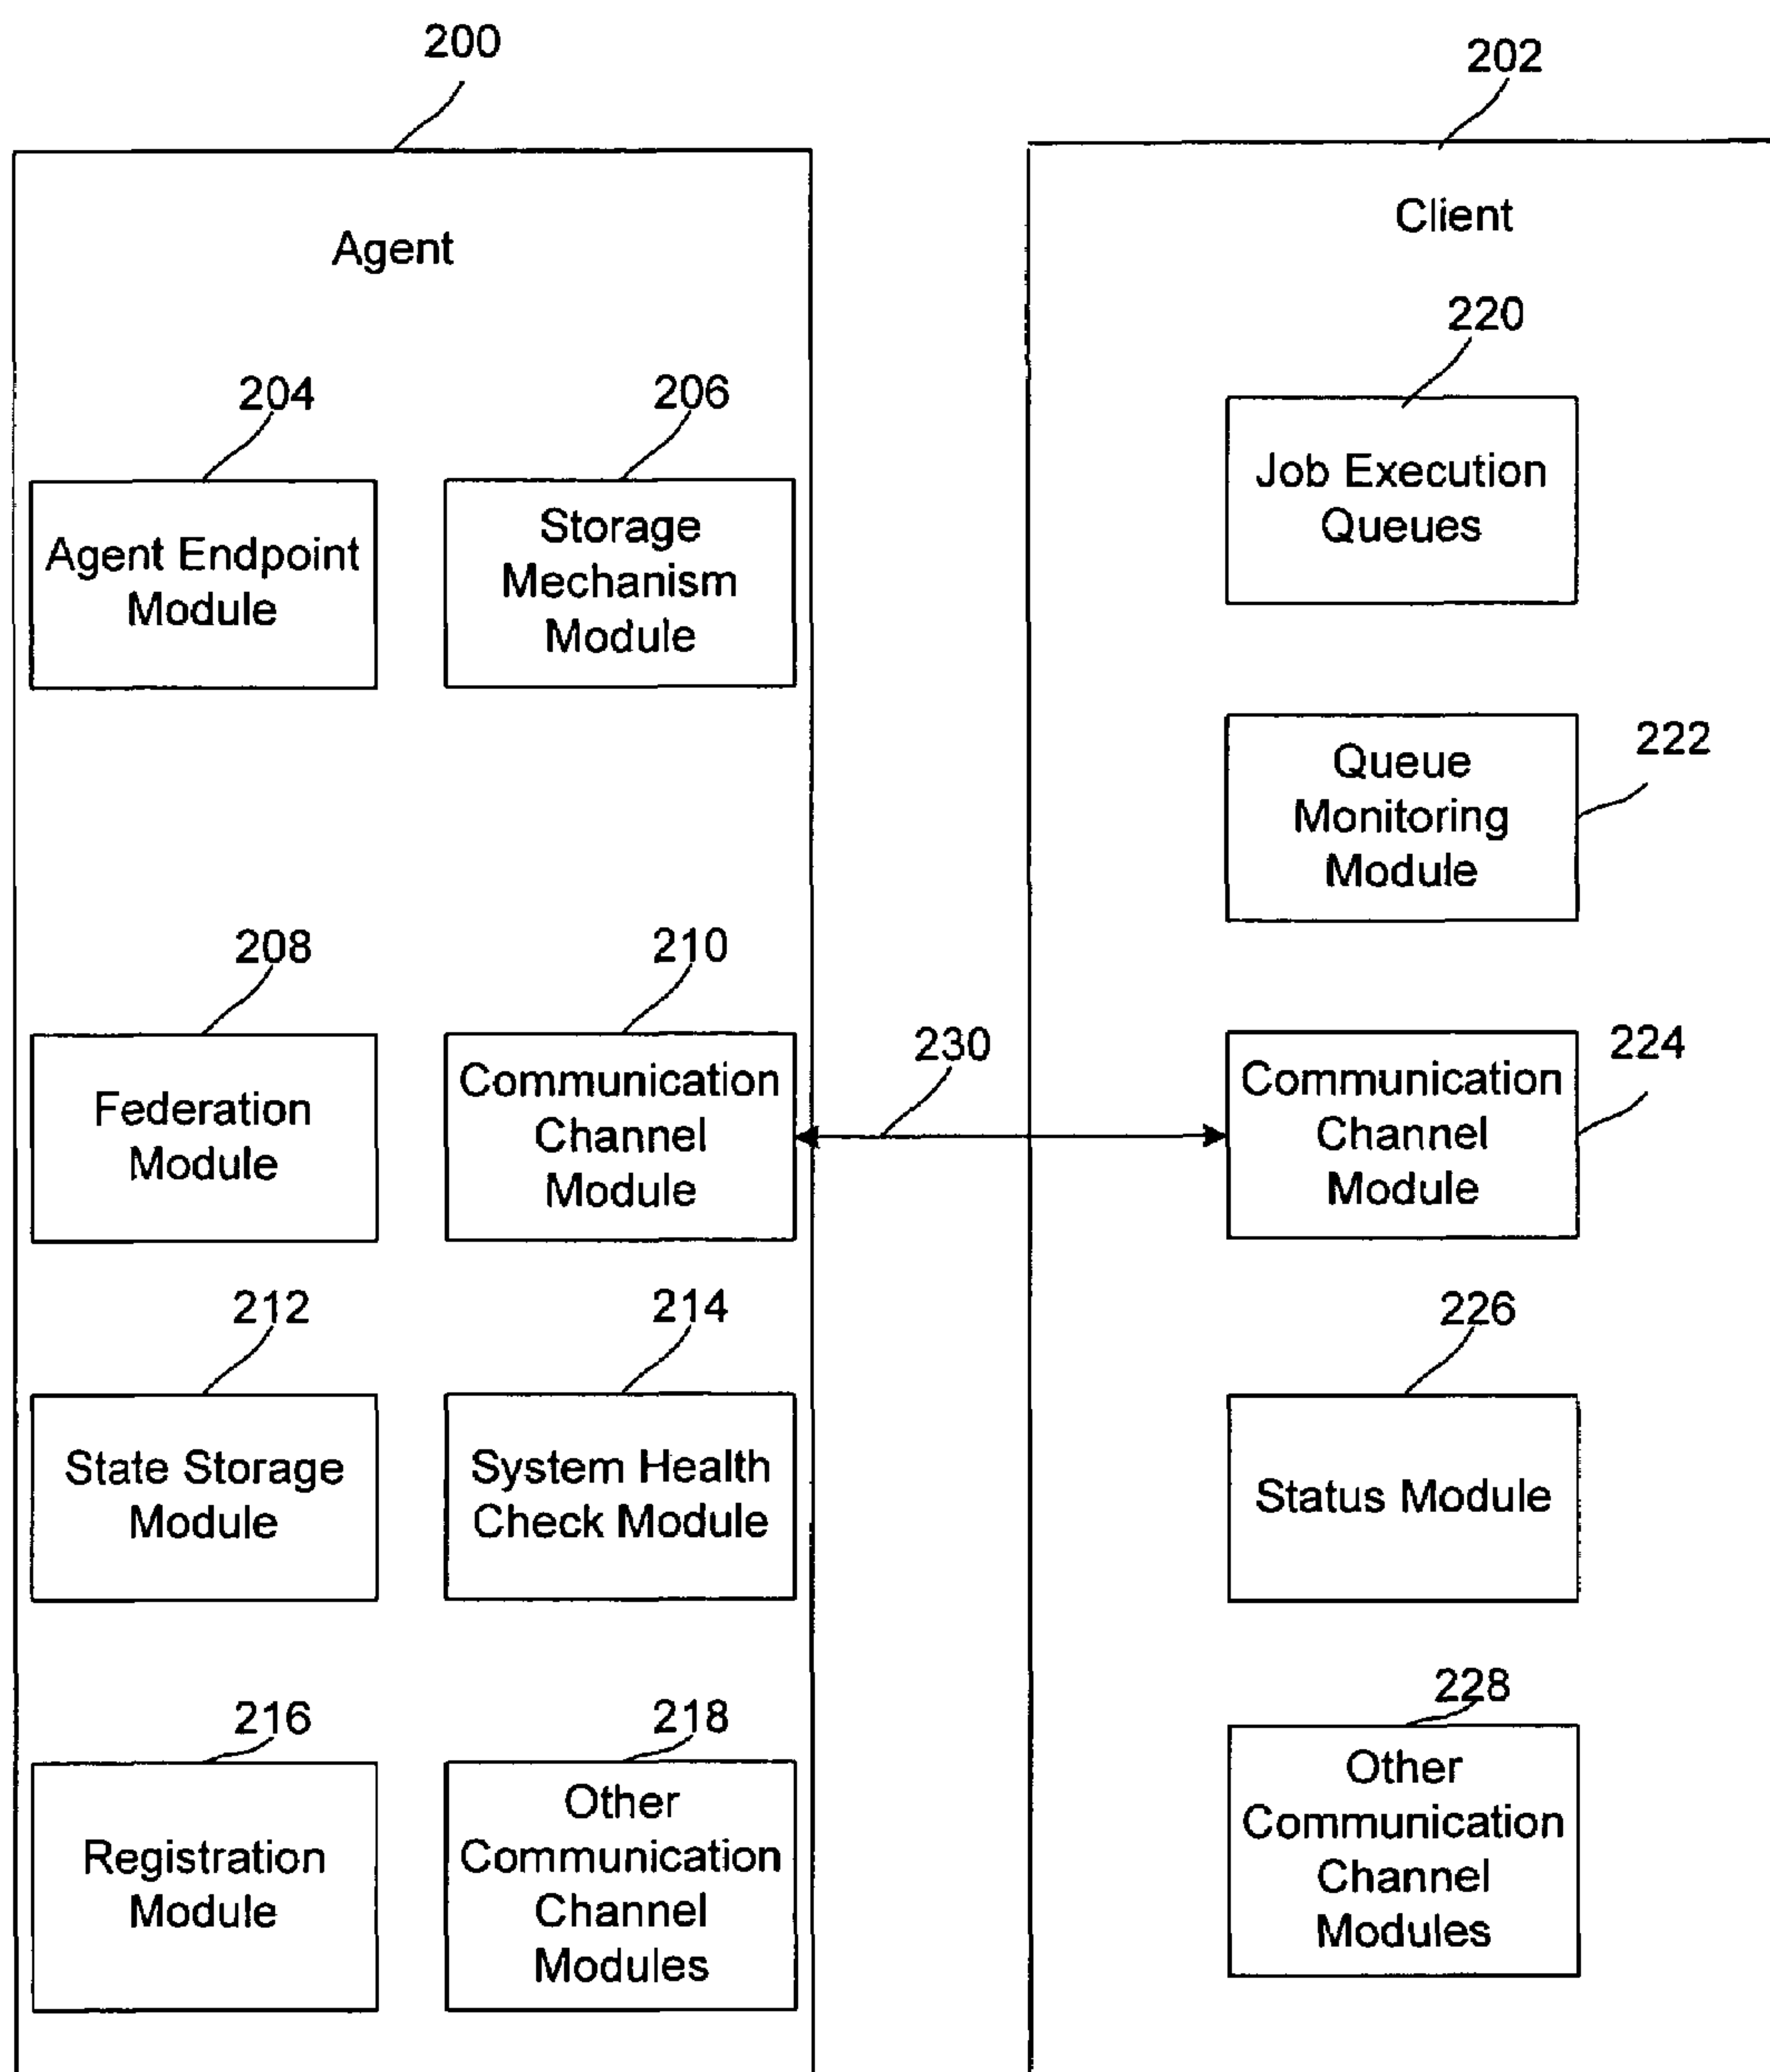 200
202
Agent
Client
220
204
206
Job Execution
Queues
Agent Endpoint
Module
Storage
Mechanism
Module
222
Queue
Monitoring
Module
208
210
230
224
Federation
Module
Communication
Channel
Module
Communication
Channel
Module
212
214
226
State Storage
Module
System Health
Check Module
Status Module
216
218
228
Registration
Module
Other
Communication
Channel
Modules
Other
Communication
Channel
Modules